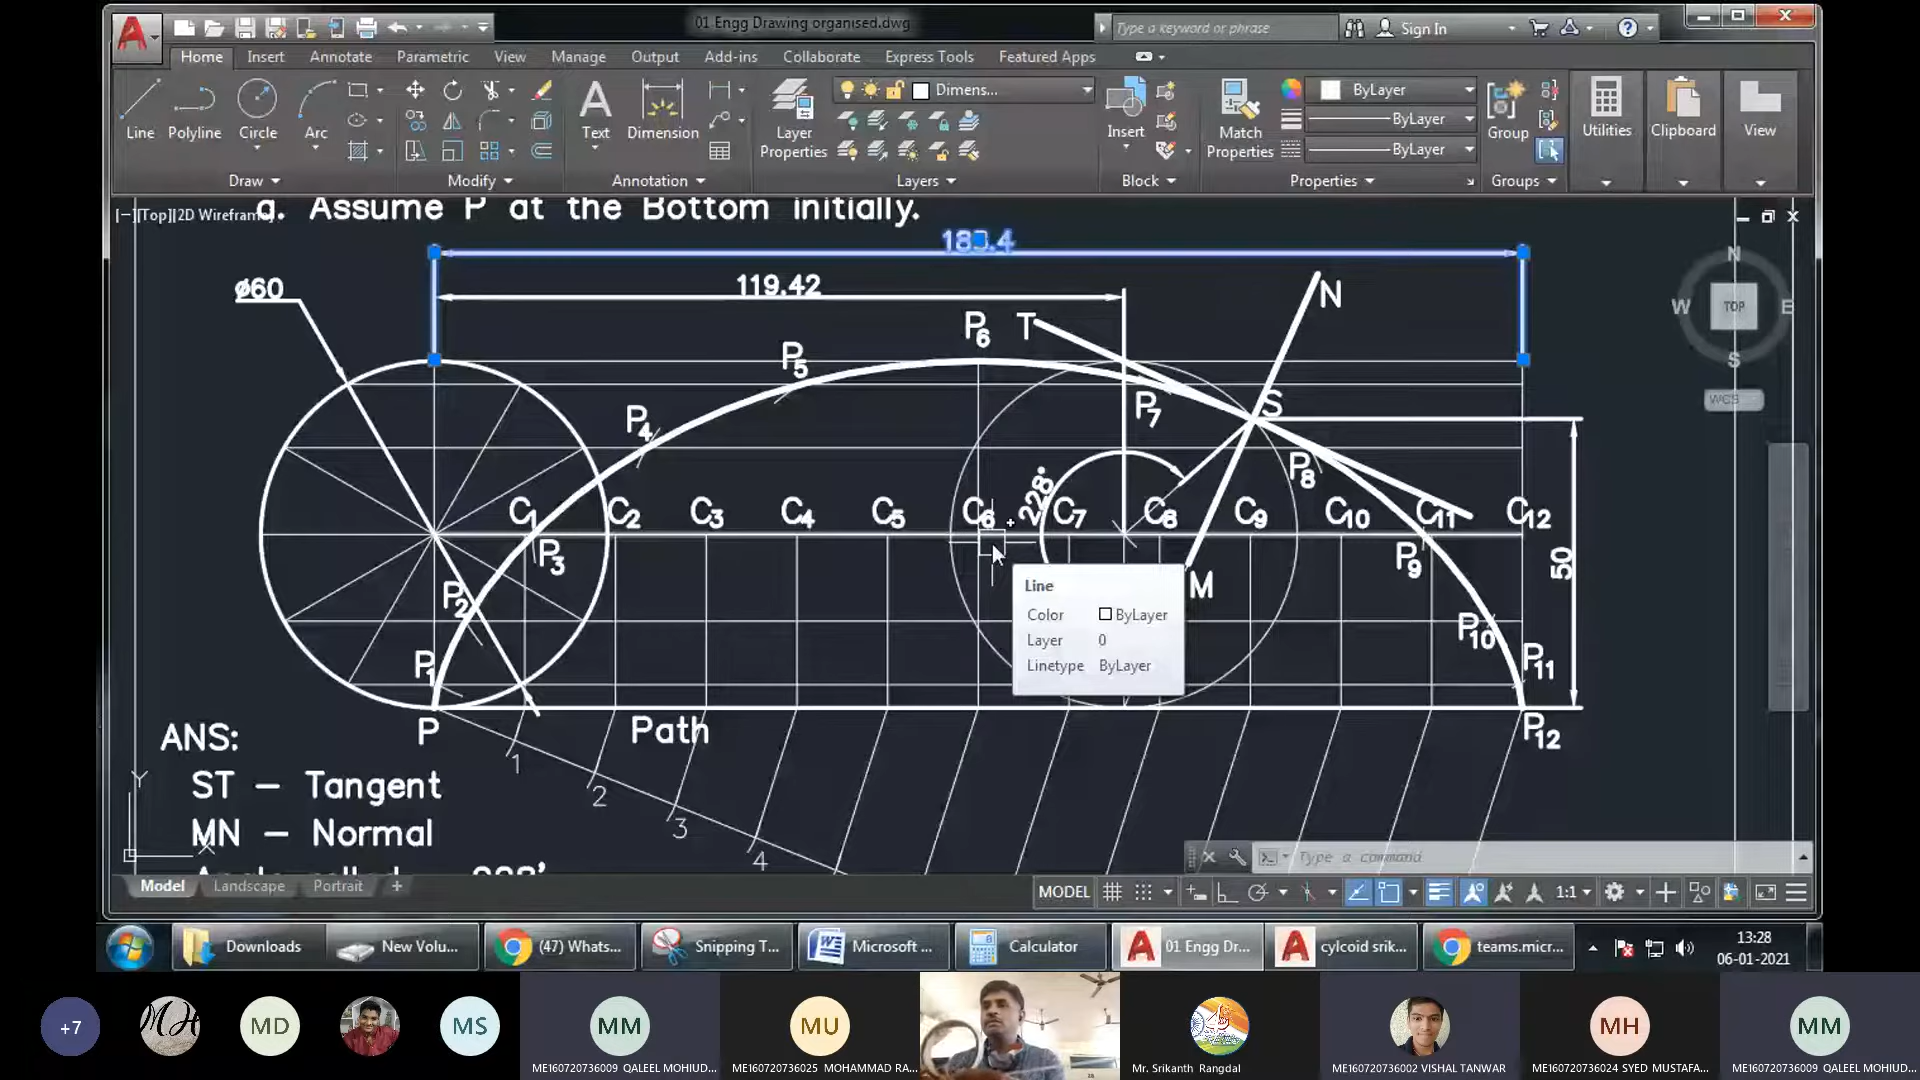 01 Engg Drawing organised.dwg
Type a keyword or phrase
Sign In
Home Insert Annotate Parametric View Manage Output Add-ins Collaborate Express Tools Featured Apps
Line Polyline Circle Arc
Text Dimension
Layer Properties
Dimens...
Insert
Match Properties
ByLayer
ByLayer
ByLayer
Group
Utilities Clipboard View
Draw Modify Annotation Layers Block Properties Groups
[−][Top][2D Wireframe]
a. Assume P at the Bottom initially.
119.42
ø60
N
W TOP E
S
WCS
T
N
S
M
P6
P5
P4
P7
P8
228°
C1 C2 C3 C4 C5 C6 C7 C8 C9 C10 C11 C12
P3
P9
50
P2
P10
P1
P11
P Path P12
1
2
3
4
Line
Color ByLayer
Layer 0
Linetype ByLayer
ANS:
ST – Tangent
MN – Normal
Y
X
Type a command
Model Landscape Portrait +
MODEL 1:1
Downloads New Volu... (47) Whats... Snipping T... Microsoft ... Calculator 01 Engg Dr... cylcoid srik... teams.micr...
13:28
06-01-2021
+7 MH MD MS MM MU MH MM
ME160720736009 QALEEL MOHIUD... ME160720736025 MOHAMMAD RA... Mr. Srikanth Rangdal ME160720736002 VISHAL TANWAR ME160720736024 SYED MUSTAFA... ME160720736009 QALEEL MOHIUD...